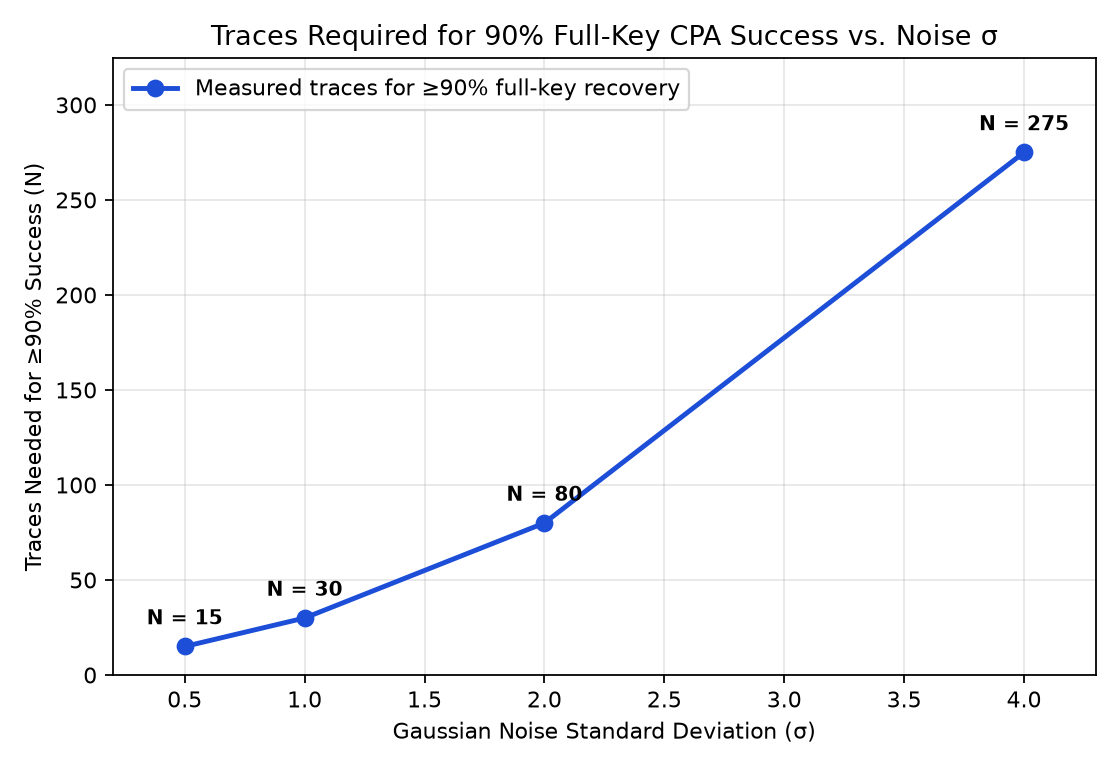 Traces Required for 90% Full-Key CPA Success vs. Noise σ
Measured traces for ≥90% full-key recovery
Traces Needed for ≥90% Success (N)
300
250
200
150
100
50
0
N = 15
N = 30
N = 80
N = 275
0.5 1.0 1.5 2.0 2.5 3.0 3.5 4.0
Gaussian Noise Standard Deviation (σ)